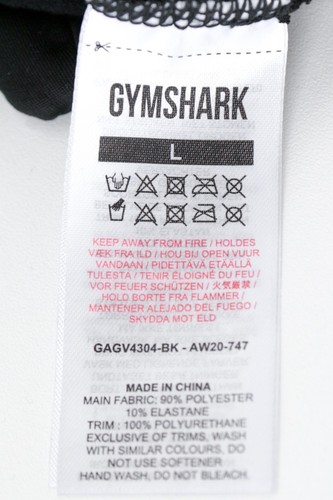 GYMSHARK
L
KEEP AWAY FROM FIRE / HOLDES
VÆK FRA ILD / HOU BIJ OPEN VUUR
VANDAAN / PIDETTÄVÄ ETÄÄLLÄ
TULESTA / TENIR ÉLOIGNÉ DU FEU /
VOR FEUER SCHÜTZEN / 火気厳禁 /
HOLD BORTE FRA FLAMMER /
MANTENER ALEJADO DEL FUEGO /
SKYDDA MOT ELD
GAGV4304-BK - AW20-747
MADE IN CHINA
MAIN FABRIC: 90% POLYESTER
10% ELASTANE
TRIM : 100% POLYURETHANE
EXCLUSIVE OF TRIMS, WASH
WITH SIMILAR COLOURS, DO
NOT USE SOFTENER
HAND WASH, DO NOT BLEACH.